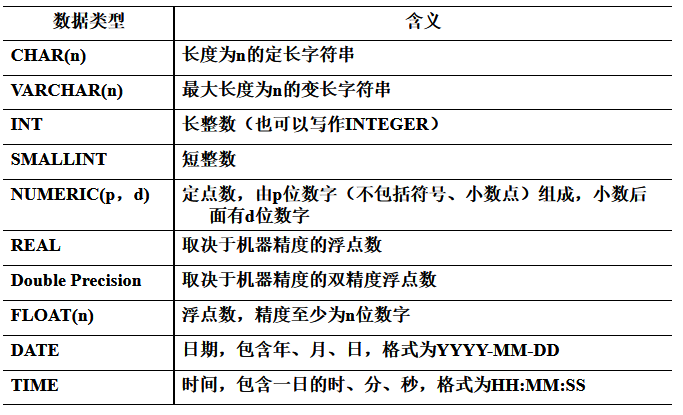 数据类型 含义
CHAR(n) 长度为n的定长字符串
VARCHAR(n) 最大长度为n的变长字符串
INT 长整数（也可以写作INTEGER）
SMALLINT 短整数
NUMERIC(p，d) 定点数，由p位数字（不包括符号、小数点）组成，小数后
面有d位数字
REAL 取决于机器精度的浮点数
Double Precision 取决于机器精度的双精度浮点数
FLOAT(n) 浮点数，精度至少为n位数字
DATE 日期，包含年、月、日，格式为YYYY-MM-DD
TIME 时间，包含一日的时、分、秒，格式为HH:MM:SS